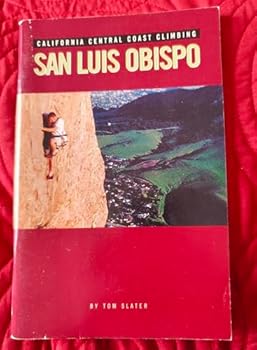 CALIFORNIA CENTRAL COAST CLIMBING
SAN LUIS OBISPO
BY TOM SLATER